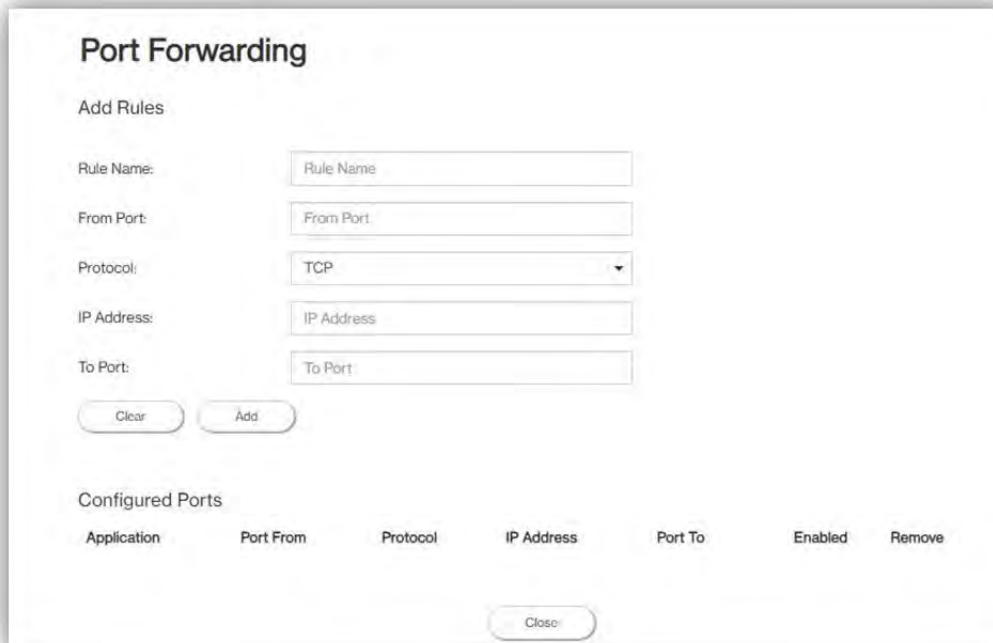 Port Forwarding
Add Rules
Rule Name: Rule Name
From Port: From Port
Protocol: TCP
IP Address: IP Address
To Port: To Port
Clear Add
Configured Ports
Application Port From Protocol IP Address Port To Enabled Remove
Close